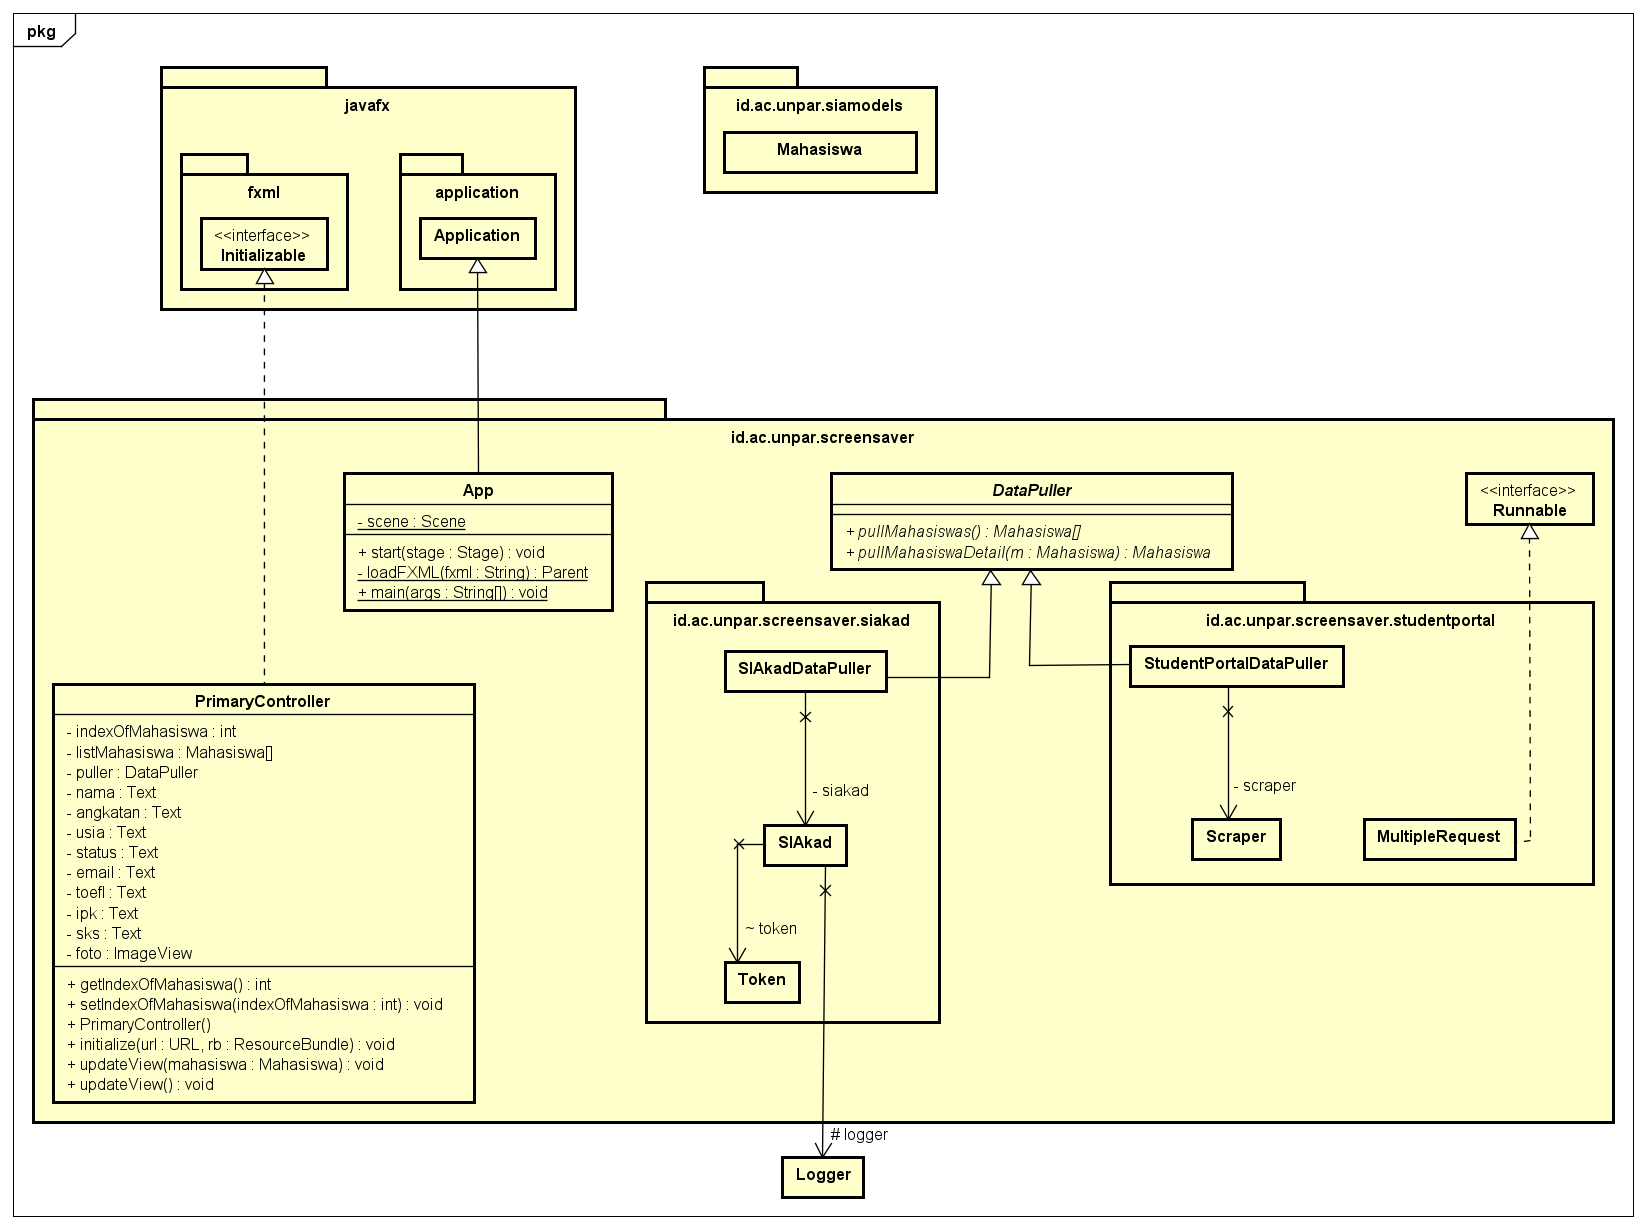 pkg
javafx
fxml
<<interface>>
Initializable
application
Application
id.ac.unpar.siamodels
Mahasiswa
id.ac.unpar.screensaver
App
- scene : Scene
+ start(stage : Stage) : void
- loadFXML(fxml : String) : Parent
+ main(args : String[]) : void
DataPuller
+ pullMahasiswas() : Mahasiswa[]
+ pullMahasiswaDetail(m : Mahasiswa) : Mahasiswa
<<interface>>
Runnable
PrimaryController
- indexOfMahasiswa : int
- listMahasiswa : Mahasiswa[]
- puller : DataPuller
- nama : Text
- angkatan : Text
- usia : Text
- status : Text
- email : Text
- toefl : Text
- ipk : Text
- sks : Text
- foto : ImageView
+ getIndexOfMahasiswa() : int
+ setIndexOfMahasiswa(indexOfMahasiswa : int) : void
+ PrimaryController()
+ initialize(url : URL, rb : ResourceBundle) : void
+ updateView(mahasiswa : Mahasiswa) : void
+ updateView() : void
id.ac.unpar.screensaver.siakad
SIAkadDataPuller
- siakad
SIAkad
~ token
Token
id.ac.unpar.screensaver.studentportal
StudentPortalDataPuller
- scraper
Scraper
MultipleRequest
# logger
Logger